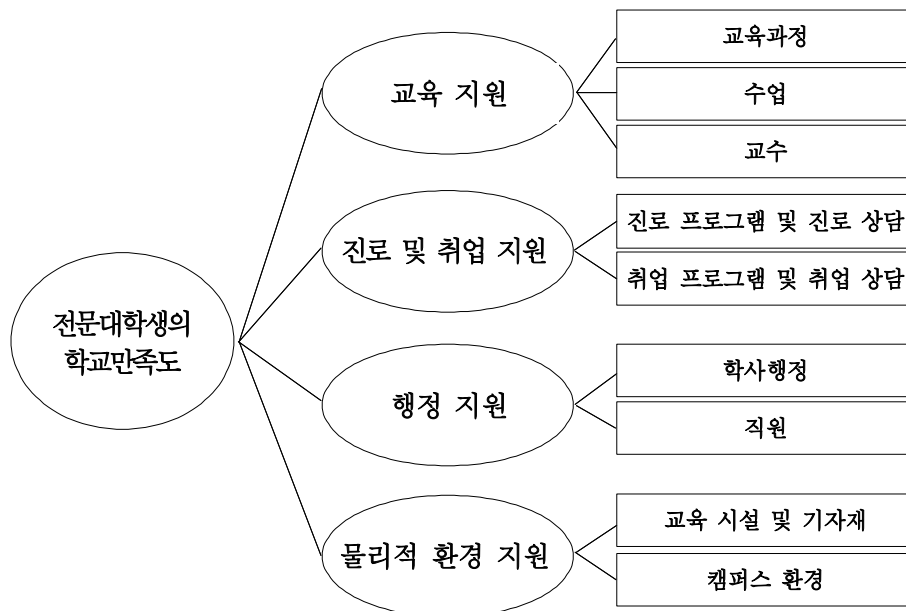 전문대학생의
학교만족도
교육 지원
교육과정
수업
교수
진로 및 취업 지원
진로 프로그램 및 진로 상담
취업 프로그램 및 취업 상담
행정 지원
학사행정
직원
물리적 환경 지원
교육 시설 및 기자재
캠퍼스 환경